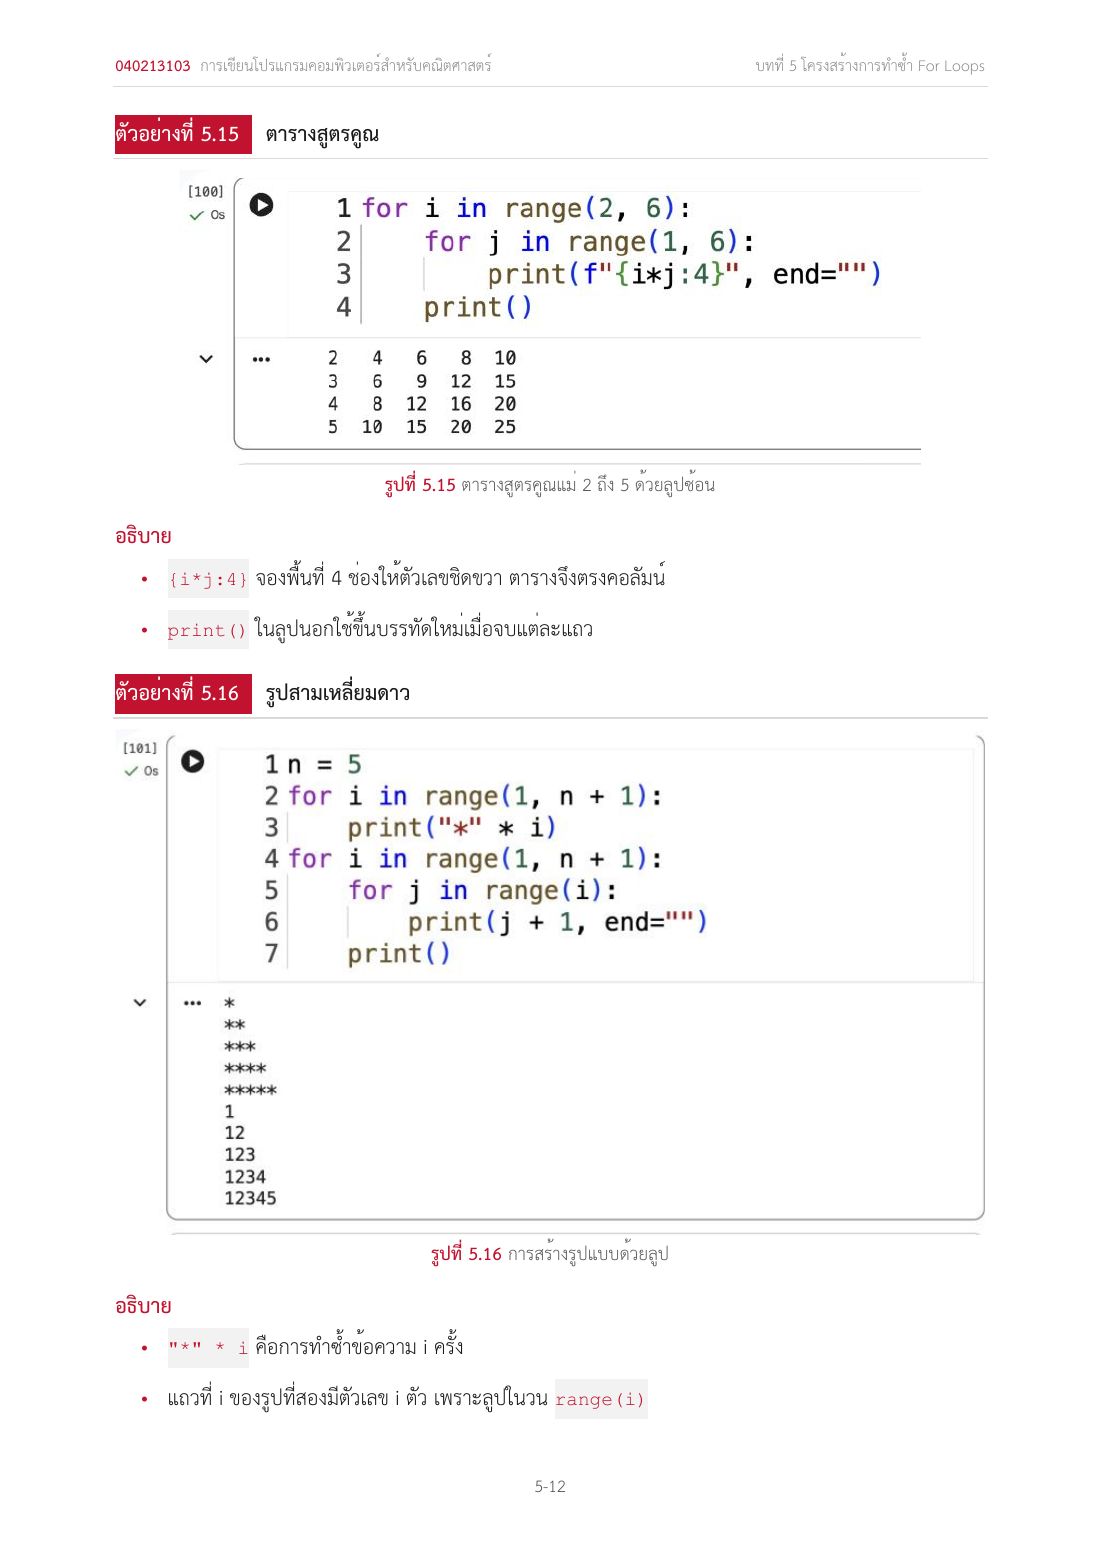 040213103 การเขียนโปรแกรมคอมพิวเตอร์สำหรับคณิตศาสตร์ บทที่ 5 โครงสร้างการทำซ้ำ For Loops
ตัวอย่างที่ 5.15 ตารางสูตรคูณ
[100]
0s
1 for i in range(2, 6):
2     for j in range(1, 6):
3         print(f"{i*j:4}", end="")
4     print()
2 4 6 8 10
3 6 9 12 15
4 8 12 16 20
5 10 15 20 25
รูปที่ 5.15 ตารางสูตรคูณแม่ 2 ถึง 5 ด้วยลูปซ้อน
อธิบาย
• {i*j:4} จองพื้นที่ 4 ช่องให้ตัวเลขชิดขวา ตารางจึงตรงคอลัมน์
• print() ในลูปนอกใช้ขึ้นบรรทัดใหม่เมื่อจบแต่ละแถว
ตัวอย่างที่ 5.16 รูปสามเหลี่ยมดาว
[101]
0s
1 n = 5
2 for i in range(1, n + 1):
3     print("*" * i)
4 for i in range(1, n + 1):
5     for j in range(i):
6         print(j + 1, end="")
7     print()
*
**
***
****
*****
1
12
123
1234
12345
รูปที่ 5.16 การสร้างรูปแบบด้วยลูป
อธิบาย
• "*" * i คือการทำซ้ำข้อความ i ครั้ง
• แถวที่ i ของรูปที่สองมีตัวเลข i ตัว เพราะลูปในวน range(i)
5-12